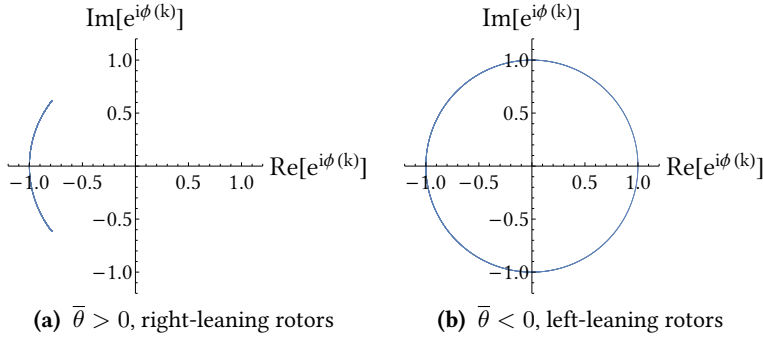 Im[e^{iϕ(k)}]
1.0
0.5
−1.0 −0.5 0.5 1.0 Re[e^{iϕ(k)}]
−0.5
−1.0
(a) θ̅ > 0, right-leaning rotors
Im[e^{iϕ(k)}]
1.0
0.5
−1.0 −0.5 0.5 1.0 Re[e^{iϕ(k)}]
−0.5
−1.0
(b) θ̅ < 0, left-leaning rotors